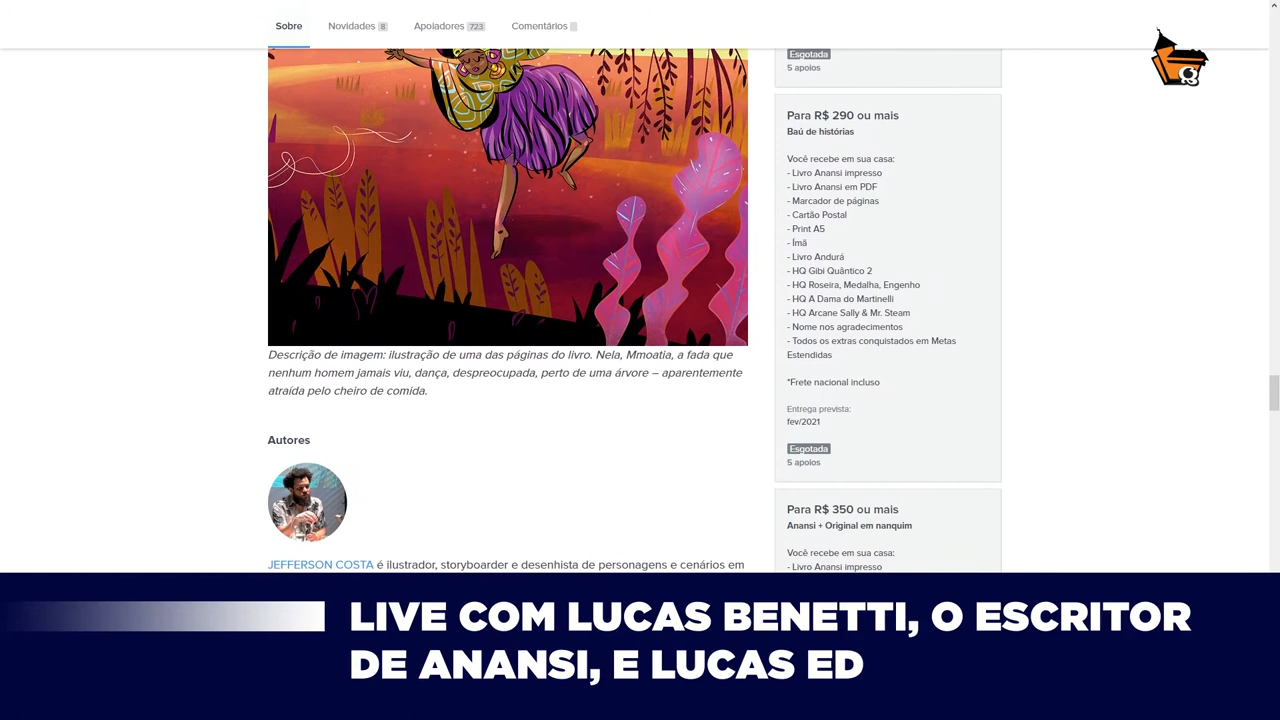 Sobre
Novidades 8
Apoiadores 723
Comentários
Esgotada
5 apoios
Para R$ 290 ou mais
Baú de histórias
Você recebe em sua casa:
- Livro Anansi impresso
- Livro Anansi em PDF
- Marcador de páginas
- Cartão Postal
- Print A5
- Ímã
- Livro Andurá
- HQ Gibi Quântico 2
- HQ Roseira, Medalha, Engenho
- HQ A Dama do Martinelli
- HQ Arcane Sally & Mr. Steam
- Nome nos agradecimentos
- Todos os extras conquistados em Metas
Estendidas
*Frete nacional incluso
Entrega prevista:
fev/2021
Esgotada
5 apoios
Para R$ 350 ou mais
Anansi + Original em nanquim
Você recebe em sua casa:
- Livro Anansi impresso
Descrição de imagem: ilustração de uma das páginas do livro. Nela, Mmoatia, a fada que
nenhum homem jamais viu, dança, despreocupada, perto de uma árvore – aparentemente
atraída pelo cheiro de comida.
Autores
JEFFERSON COSTA é ilustrador, storyboarder e desenhista de personagens e cenários em
LIVE COM LUCAS BENETTI, O ESCRITOR
DE ANANSI, E LUCAS ED